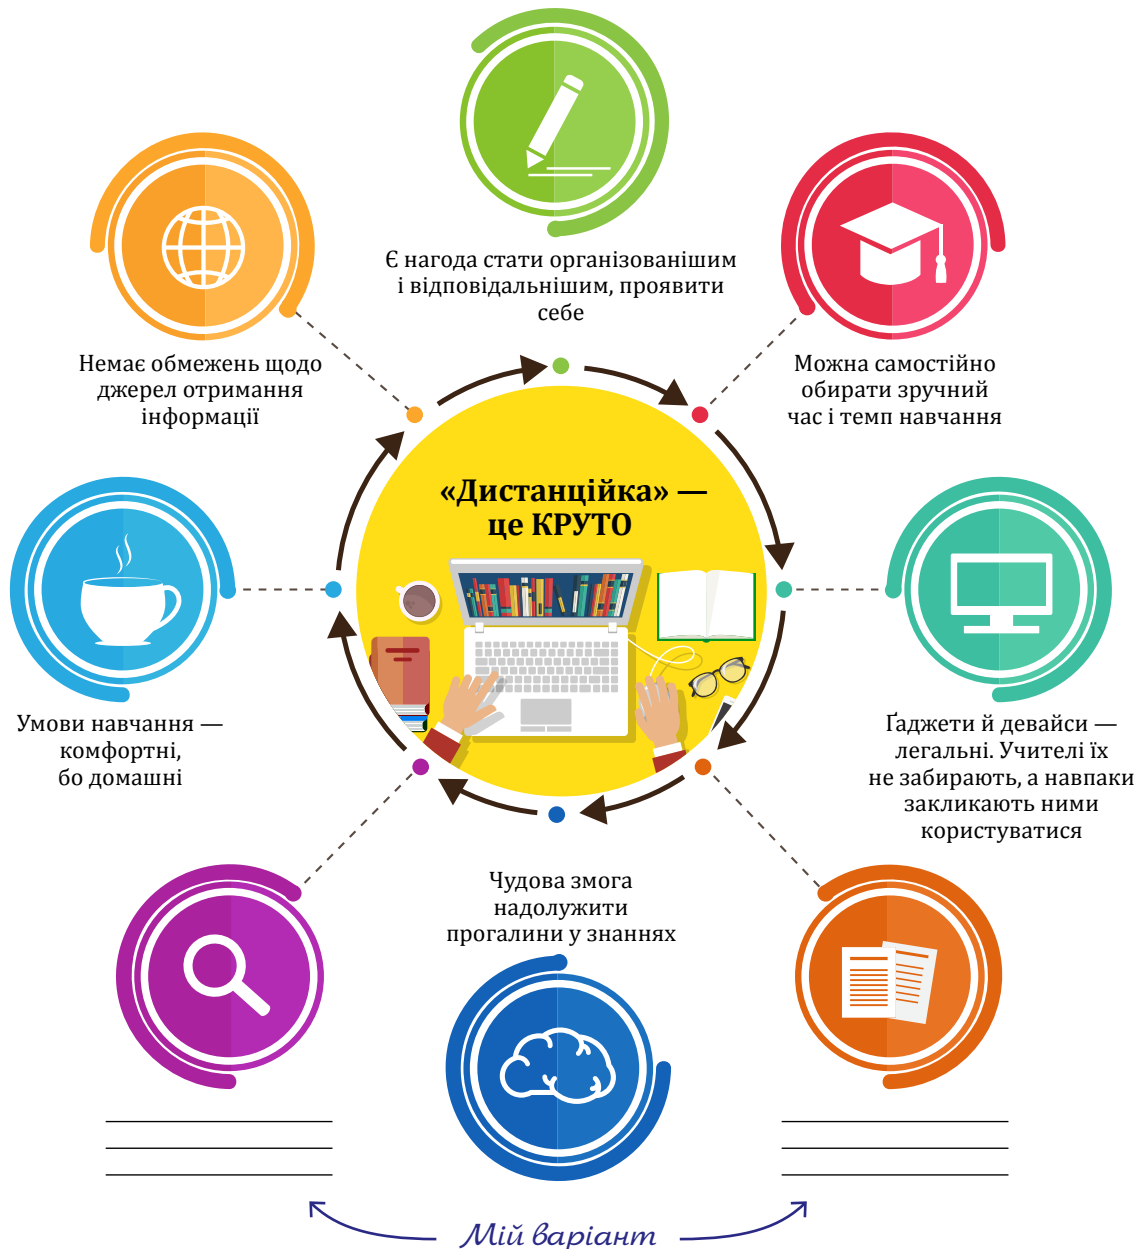 Є нагода стати організованішим
і відповідальнішим, проявити
себе
Немає обмежень щодо
джерел отримання
інформації
Можна самостійно
обирати зручний
час і темп навчання
«Дистанційка» —
це КРУТО
Умови навчання —
комфортні,
бо домашні
Ґаджети й девайси —
легальні. Учителі їх
не забирають, а навпаки
закликають ними
користуватися
Чудова змога
надолужити
прогалини у знаннях
Мій варіант